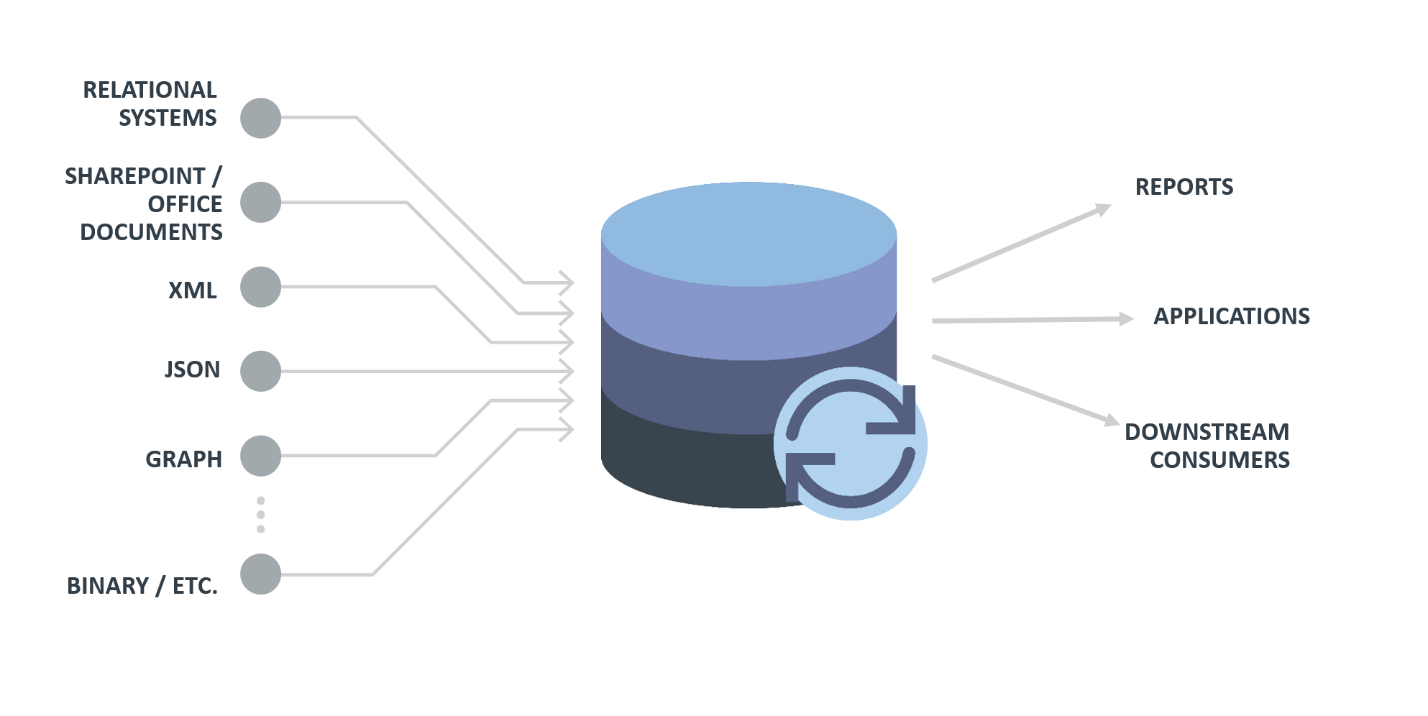 RELATIONAL
SYSTEMS
SHAREPOINT /
OFFICE
DOCUMENTS
XML
JSON
GRAPH
BINARY / ETC.
REPORTS
APPLICATIONS
DOWNSTREAM
CONSUMERS